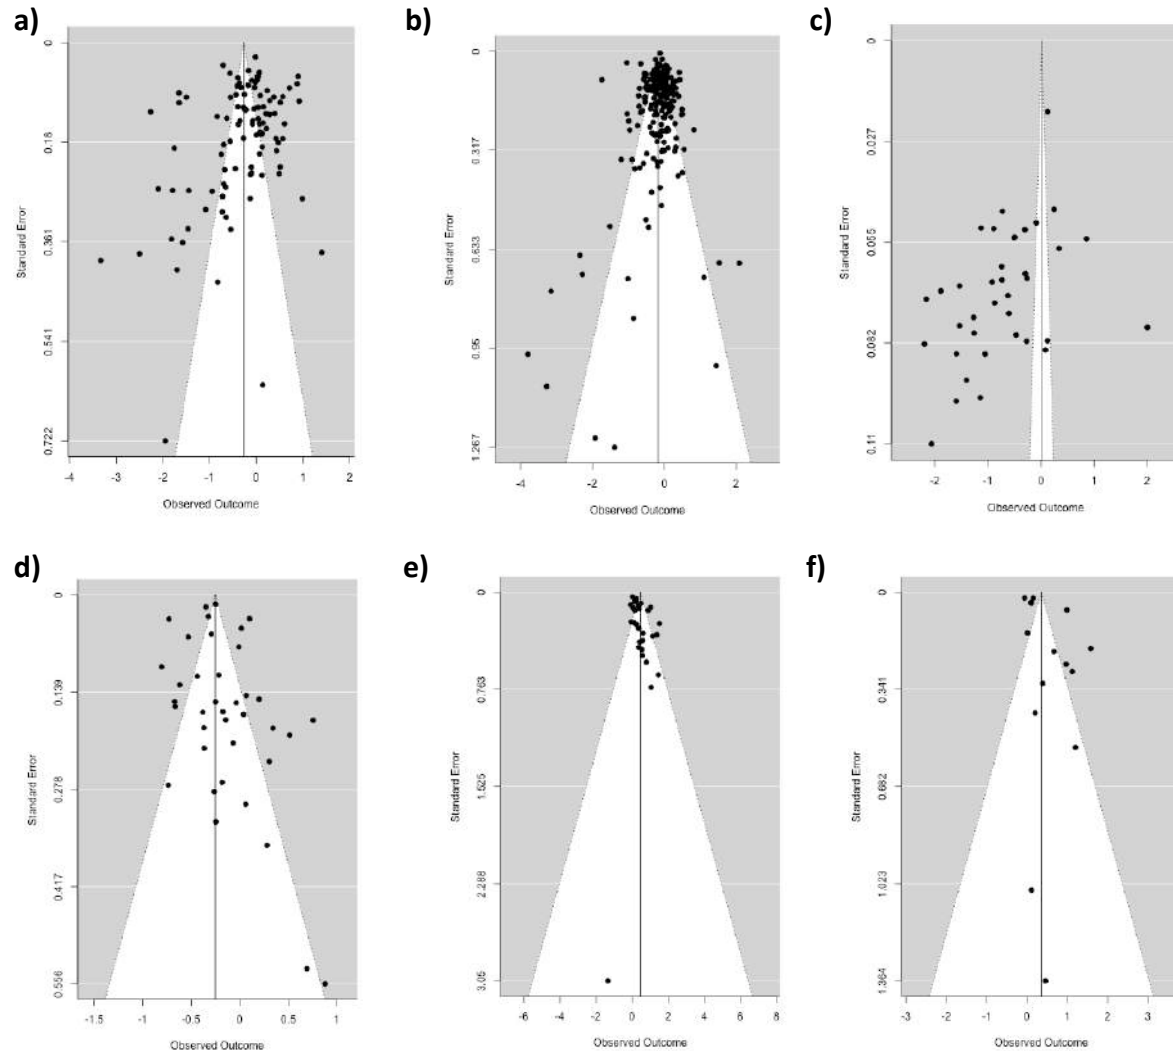 a)
0
0.18
0.361
0.541
0.722
Standard Error
-4 -3 -2 -1 0 1 2
Observed Outcome
b)
0
0.317
0.633
0.95
1.267
Standard Error
-4 -2 0 2 4 6 8
Observed Outcome
c)
0
0.027
0.055
0.082
0.11
Standard Error
-2 -1 0 1 2
Observed Outcome
d)
0
0.139
0.278
0.417
0.556
Standard Error
-1.5 -1 -0.5 0 0.5 1
Observed Outcome
e)
0
0.763
1.525
2.288
3.05
Standard Error
-6 -4 -2 0 2 4 6 8
Observed Outcome
f)
0
0.341
0.682
1.023
1.364
Standard Error
-3 -2 -1 0 1 2 3
Observed Outcome